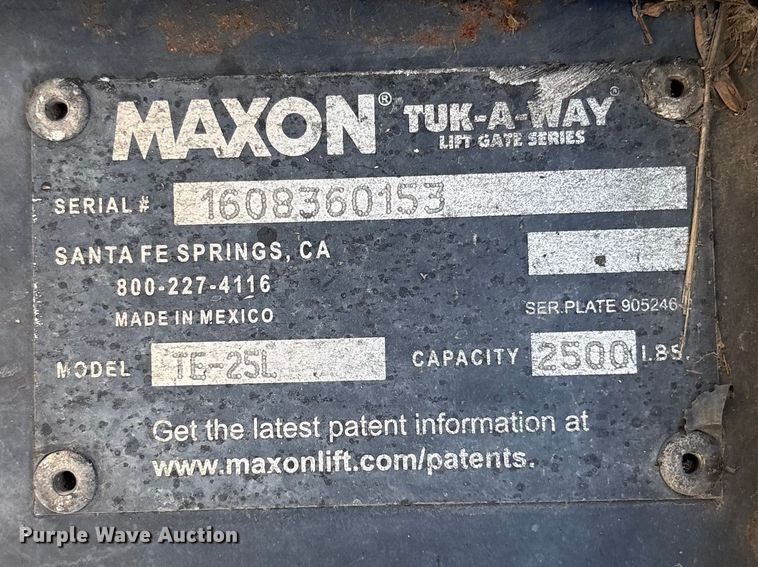 MAXON® TUK-A-WAY®
LIFT GATE SERIES
SERIAL # 1608360153
SANTA FE SPRINGS, CA
800-227-4116
MADE IN MEXICO
SER.PLATE 905246-
MODEL TE-25L CAPACITY 2500 LBS.
Get the latest patent information at
www.maxonlift.com/patents.
Purple Wave Auction